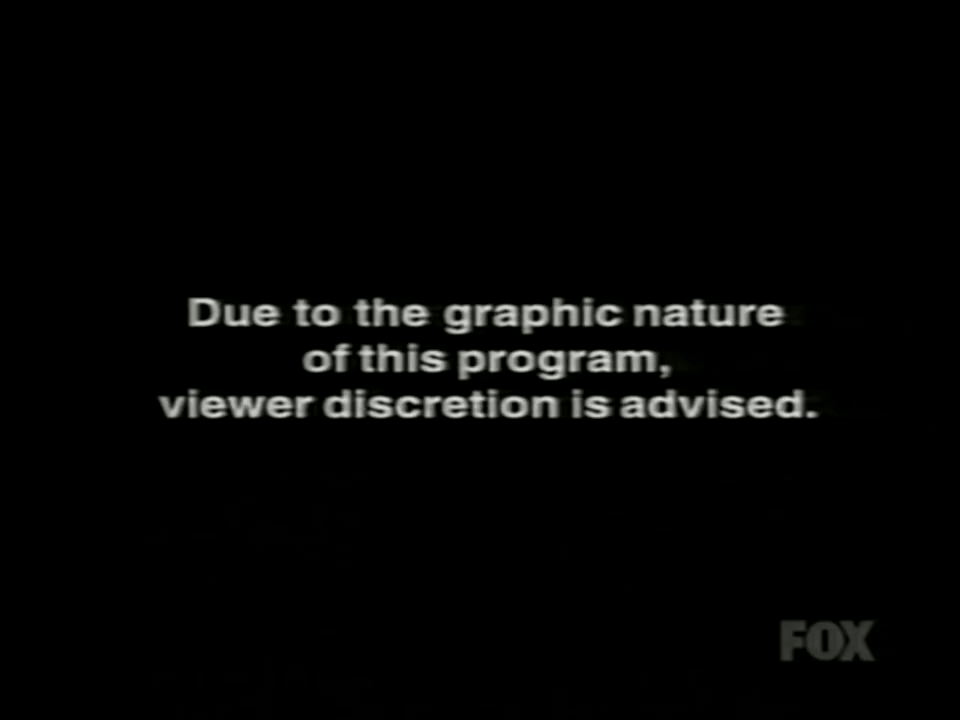 Due to the graphic nature
of this program,
viewer discretion is advised.
FOX